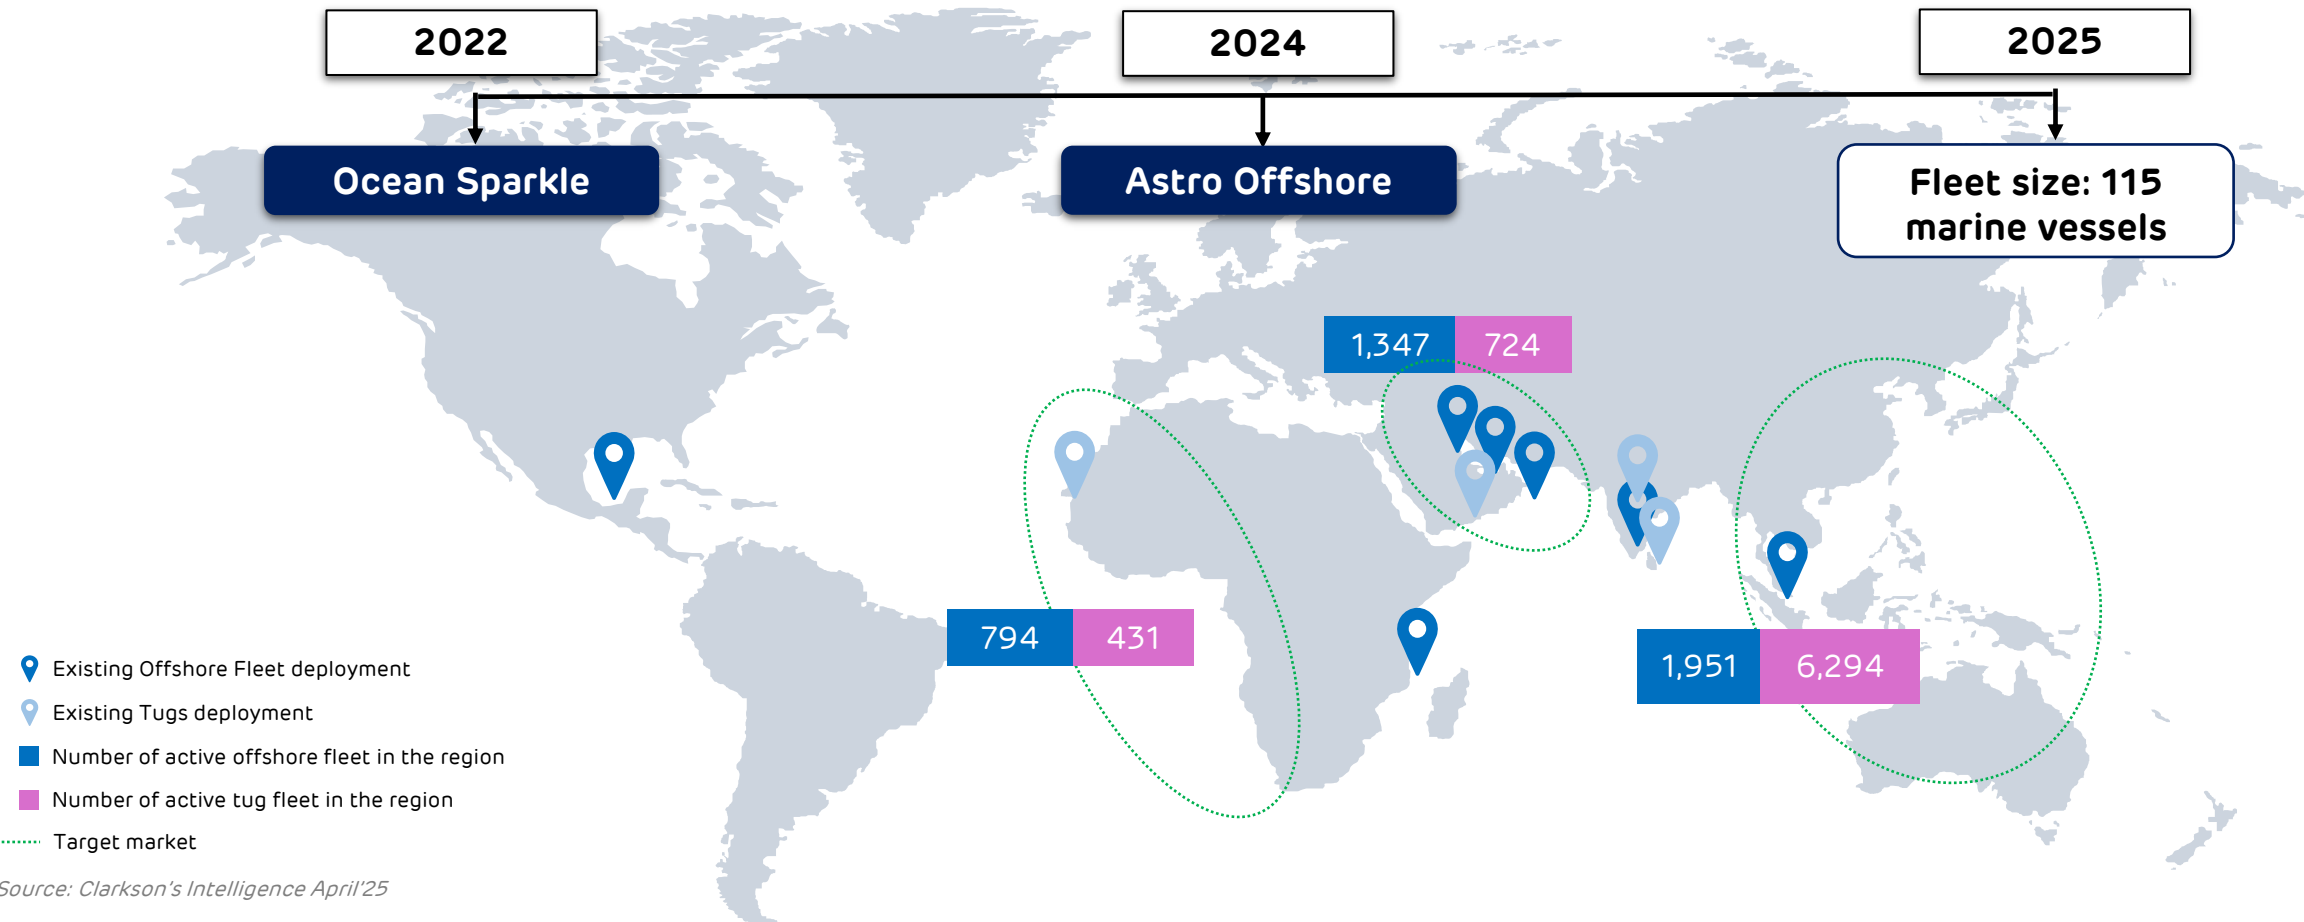 2022
2024
2025
Ocean Sparkle
Astro Offshore
Fleet size: 115
marine vessels
1,347 724
794 431
1,951 6,294
Existing Offshore Fleet deployment
Existing Tugs deployment
Number of active offshore fleet in the region
Number of active tug fleet in the region
Target market
Source: Clarkson's Intelligence April'25